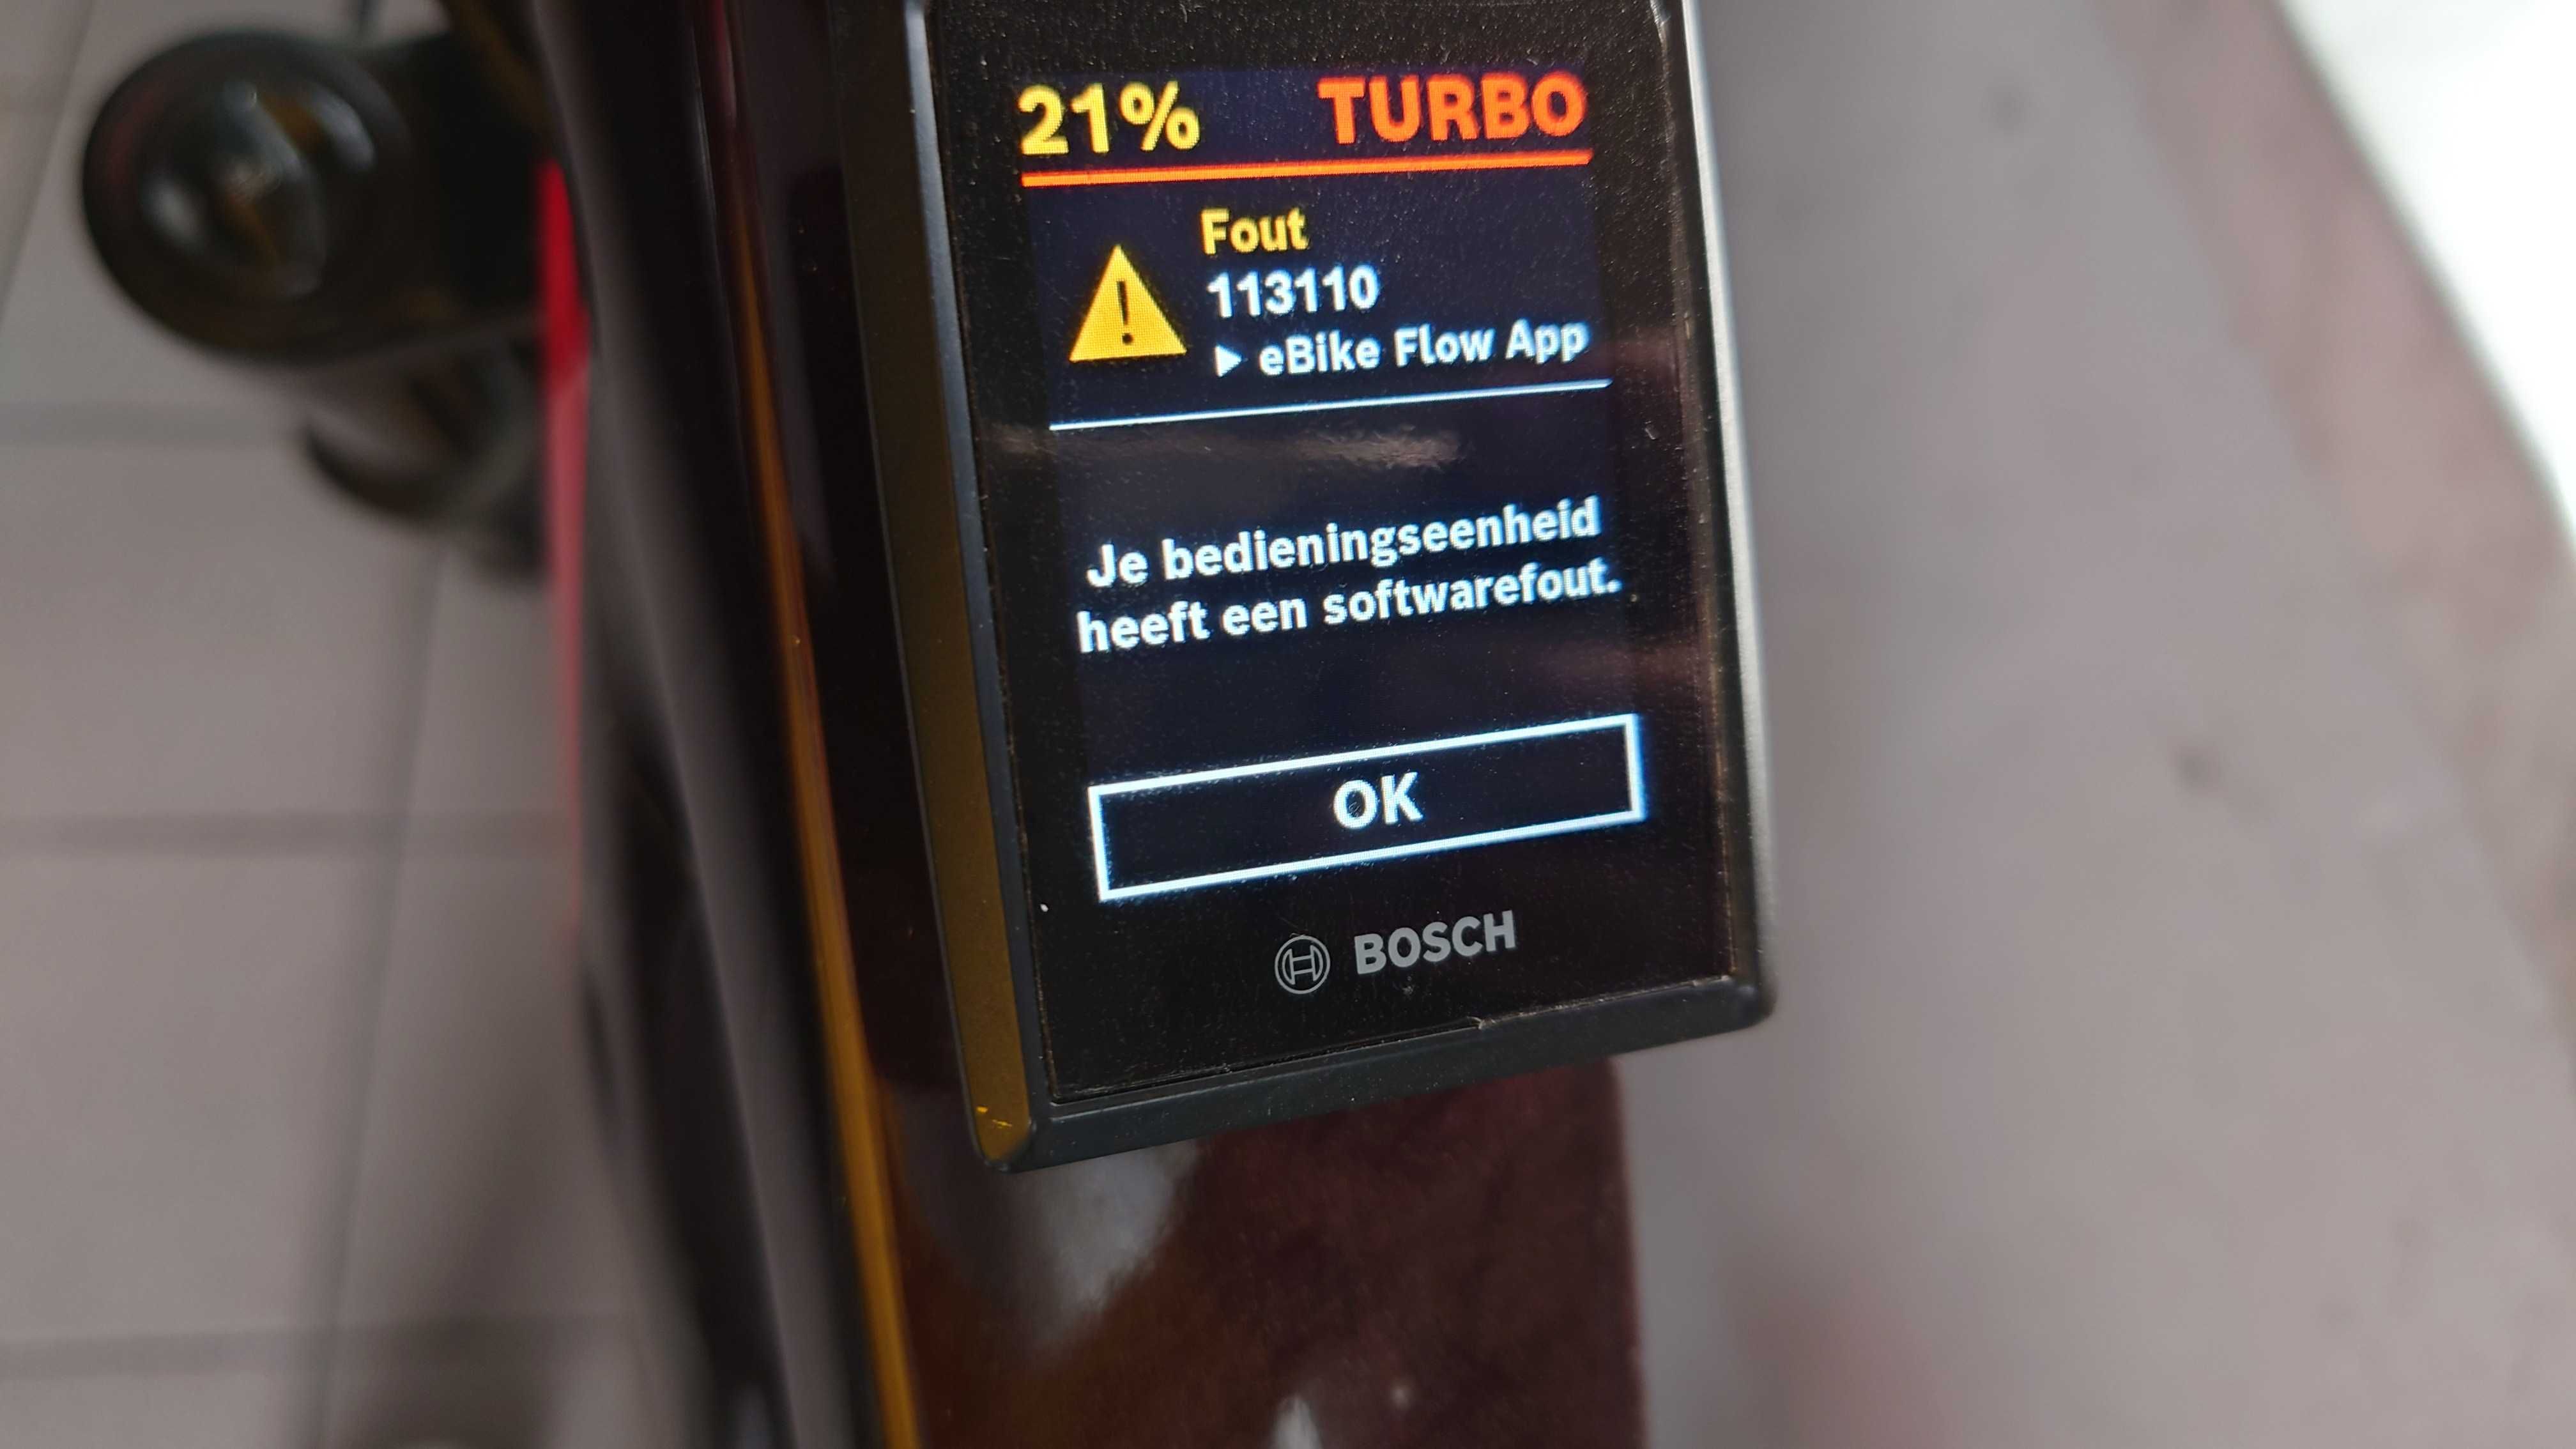 21% TURBO
Fout
113110
► eBike Flow App
Je bedieningseenheid
heeft een softwarefout.
OK
BOSCH